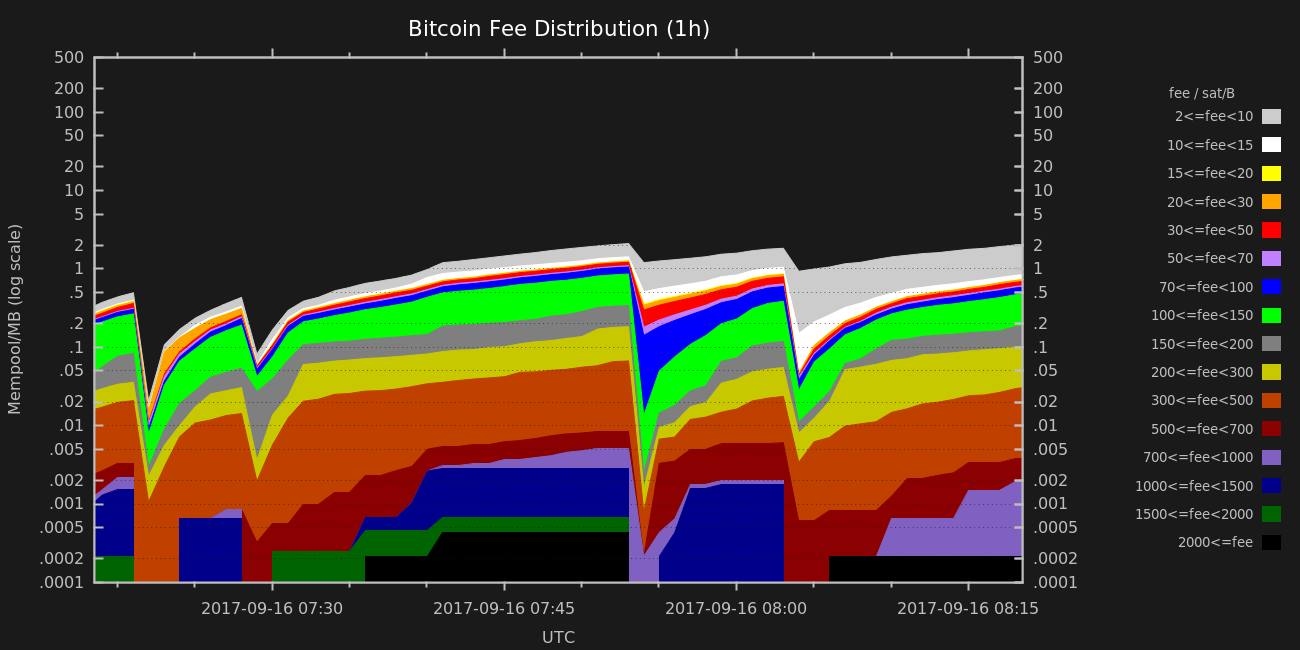 Bitcoin Fee Distribution (1h)
500
200
100
50
20
10
5
2
1
.5
.2
.1
.05
.02
.01
.005
.002
.001
.0005
.0002
.0001
Mempool/MB (log scale)
500
200
100
50
20
10
5
2
1
.5
.2
.1
.05
.02
.01
.005
.002
.001
.0005
.0002
.0001
2017-09-16 07:30
2017-09-16 07:45
2017-09-16 08:00
2017-09-16 08:15
UTC
fee / sat/B
2<=fee<10
10<=fee<15
15<=fee<20
20<=fee<30
30<=fee<50
50<=fee<70
70<=fee<100
100<=fee<150
150<=fee<200
200<=fee<300
300<=fee<500
500<=fee<700
700<=fee<1000
1000<=fee<1500
1500<=fee<2000
2000<=fee